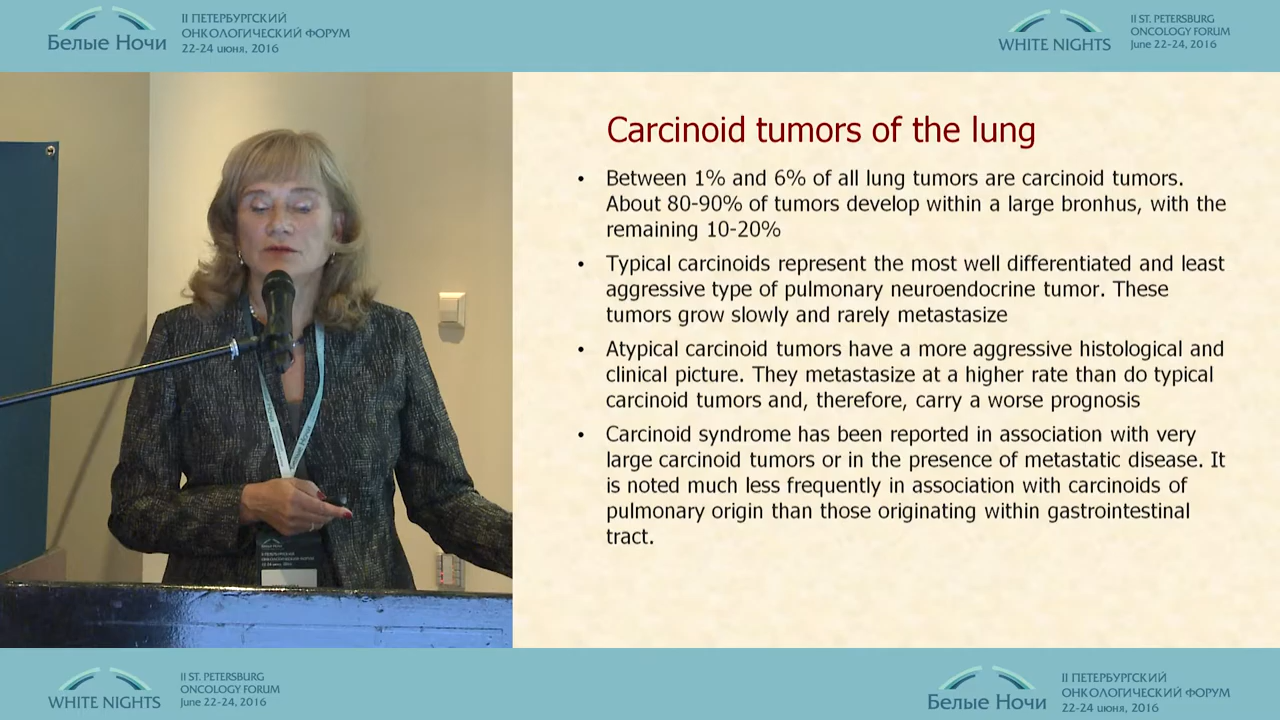 Белые Ночи
II ПЕТЕРБУРГСКИЙ
ОНКОЛОГИЧЕСКИЙ ФОРУМ
22-24 июня, 2016
WHITE NIGHTS
II ST. PETERSBURG
ONCOLOGY FORUM
June 22-24, 2016
Carcinoid tumors of the lung
• Between 1% and 6% of all lung tumors are carcinoid tumors.
About 80-90% of tumors develop within a large bronhus, with the
remaining 10-20%
• Typical carcinoids represent the most well differentiated and least
aggressive type of pulmonary neuroendocrine tumor. These
tumors grow slowly and rarely metastasize
• Atypical carcinoid tumors have a more aggressive histological and
clinical picture. They metastasize at a higher rate than do typical
carcinoid tumors and, therefore, carry a worse prognosis
• Carcinoid syndrome has been reported in association with very
large carcinoid tumors or in the presence of metastatic disease. It
is noted much less frequently in association with carcinoids of
pulmonary origin than those originating within gastrointestinal
tract.
WHITE NIGHTS
II ST. PETERSBURG
ONCOLOGY FORUM
June 22-24, 2016
Белые Ночи
II ПЕТЕРБУРГСКИЙ
ОНКОЛОГИЧЕСКИЙ ФОРУМ
22-24 июня, 2016